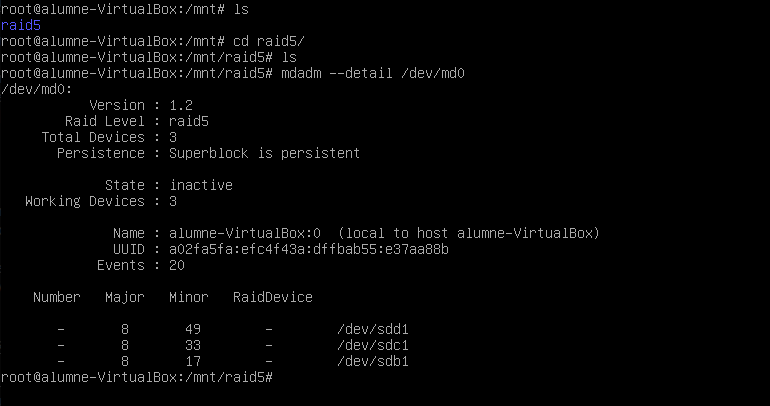 root@alumne-VirtualBox:/mnt# ls
raid5
root@alumne-VirtualBox:/mnt# cd raid5/
root@alumne-VirtualBox:/mnt/raid5# ls
root@alumne-VirtualBox:/mnt/raid5# mdadm --detail /dev/md0
/dev/md0:
           Version : 1.2
        Raid Level : raid5
     Total Devices : 3
       Persistence : Superblock is persistent

             State : inactive
   Working Devices : 3

              Name : alumne-VirtualBox:0  (local to host alumne-VirtualBox)
              UUID : a02fa5fa:efc4f43a:dffbab55:e37aa88b
            Events : 20

    Number   Major   Minor   RaidDevice

       -       8       49        -        /dev/sdd1
       -       8       33        -        /dev/sdc1
       -       8       17        -        /dev/sdb1
root@alumne-VirtualBox:/mnt/raid5#